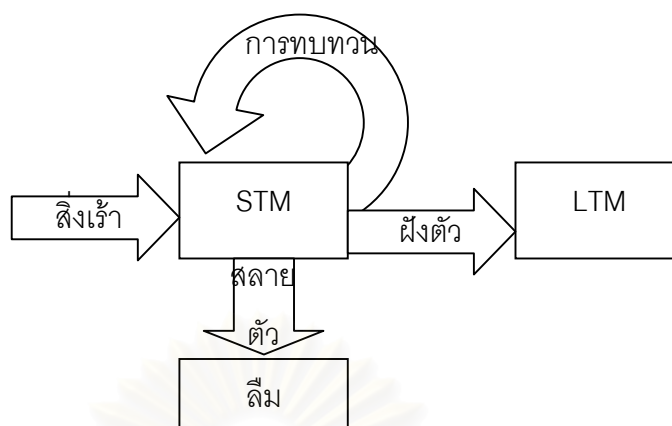 การทบทวน
STM
LTM
สิ่งเร้า
ฝังตัว
สลาย
ตัว
ลืม